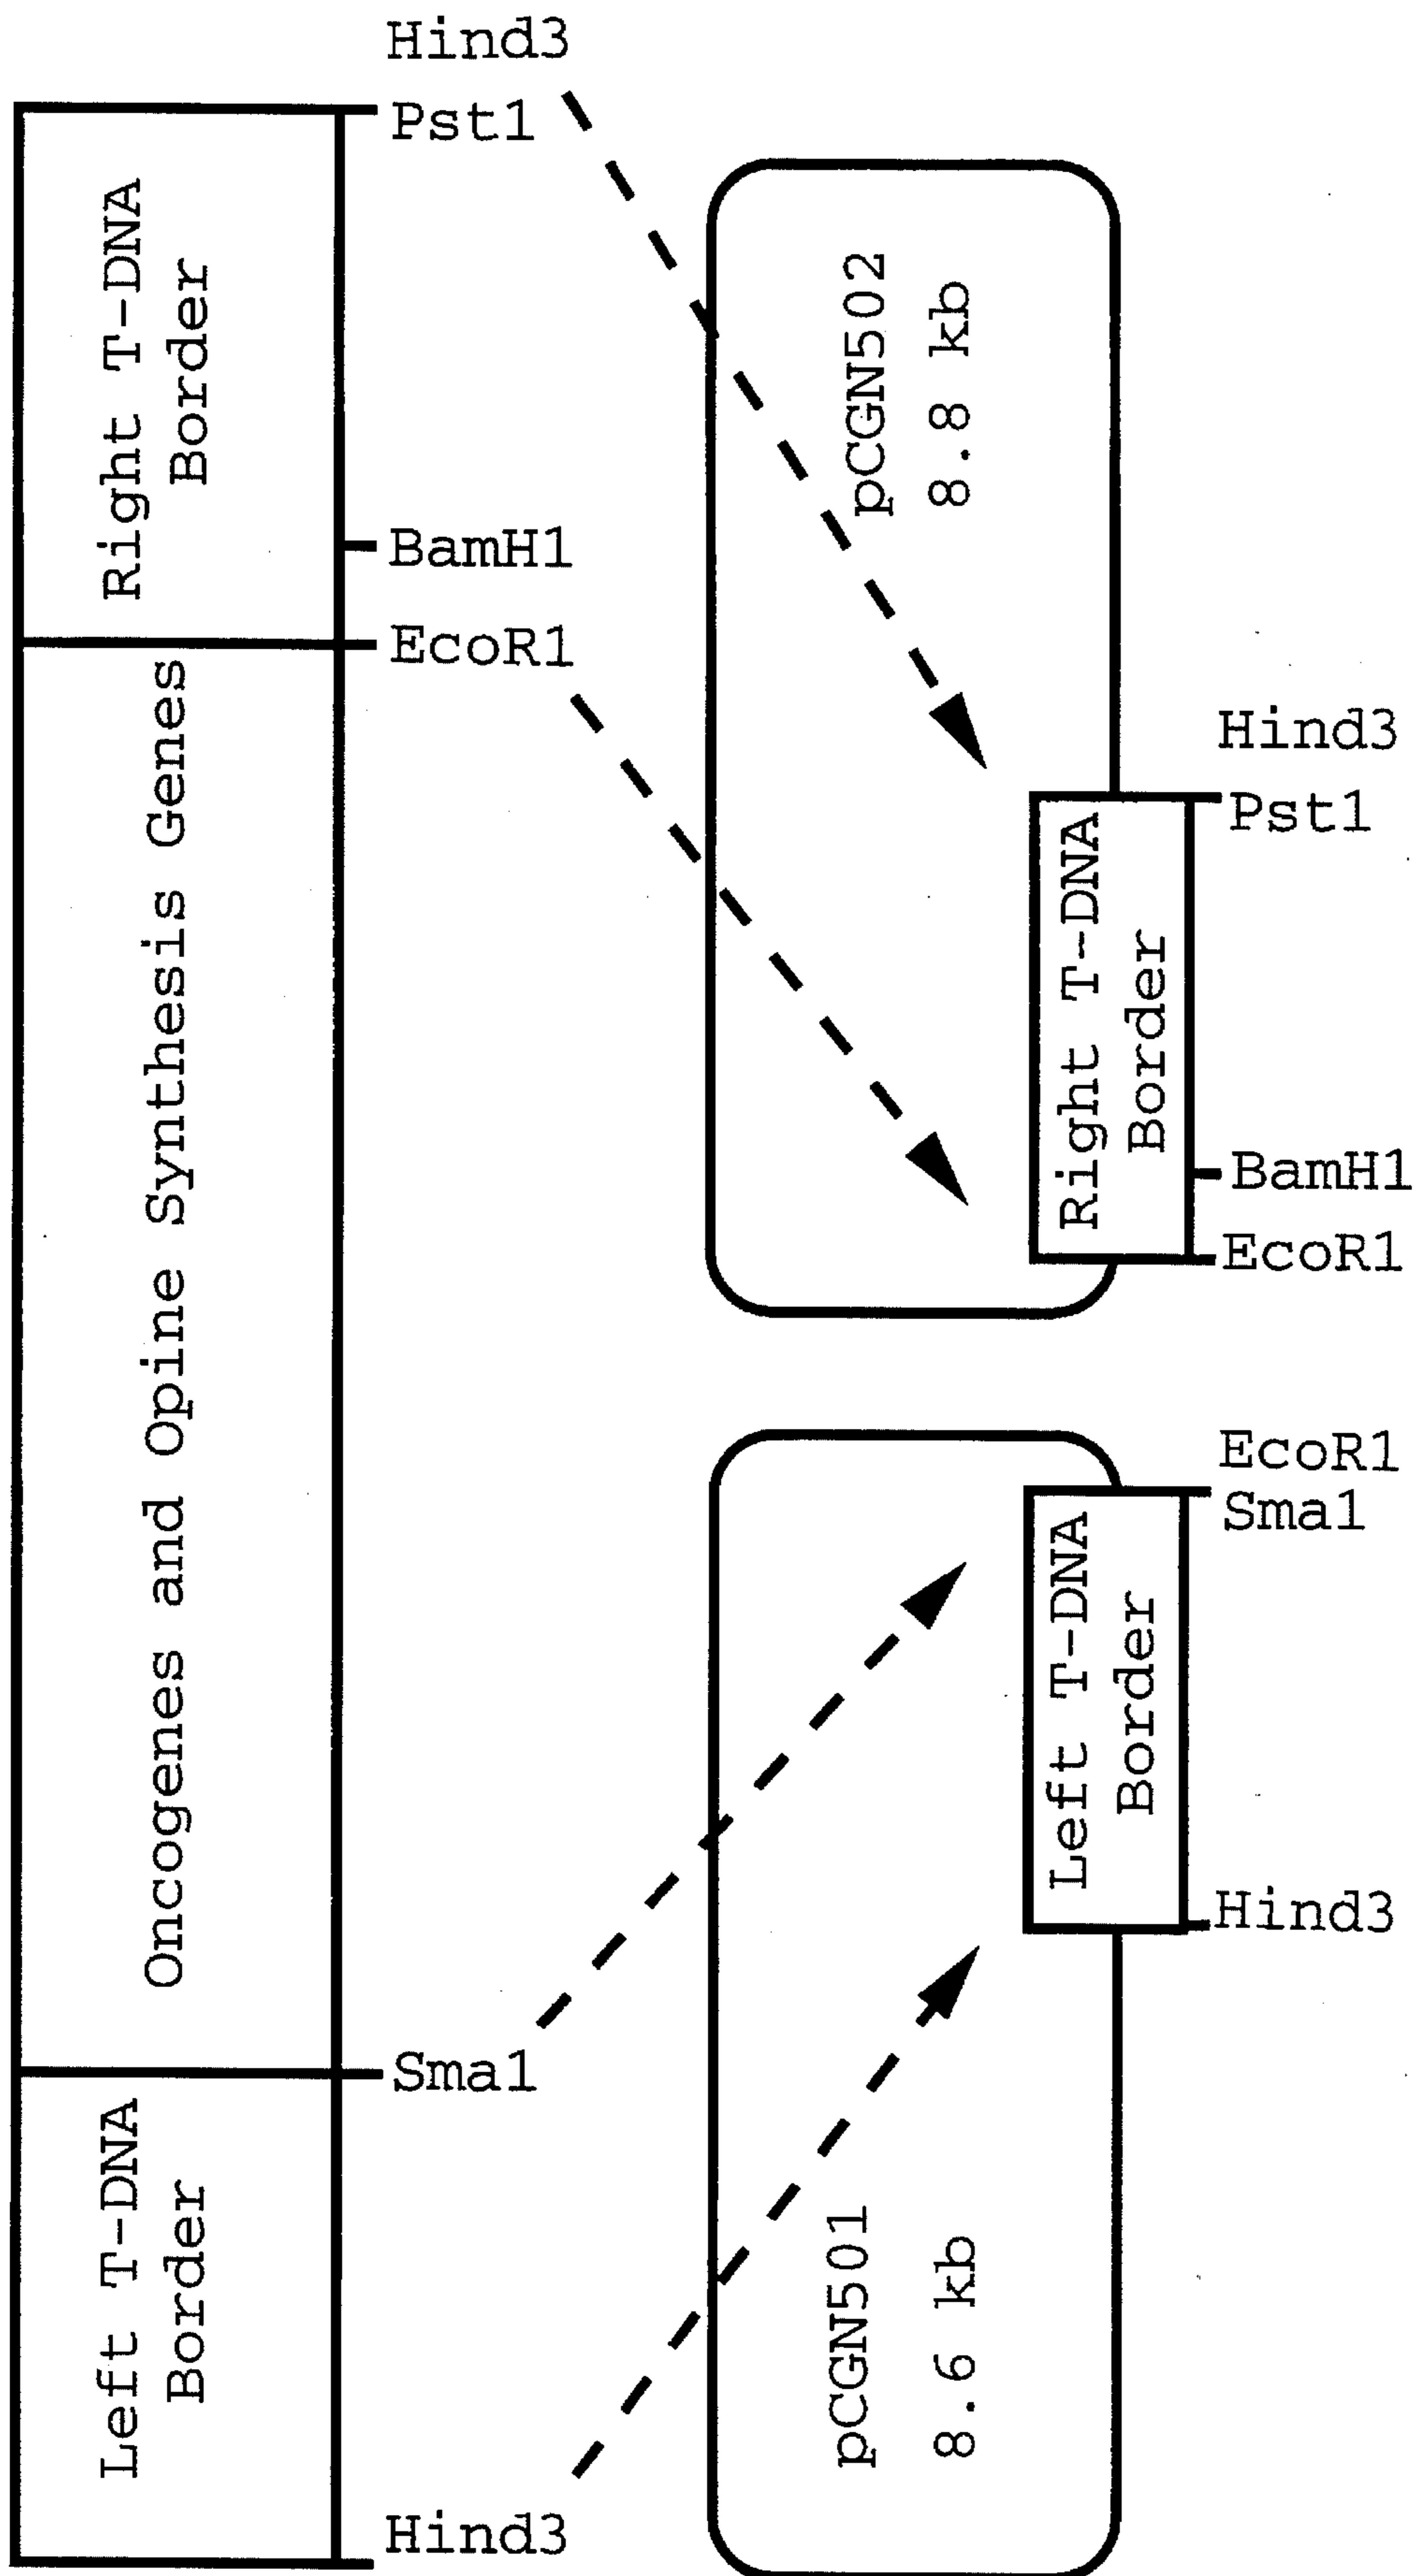 Hind3
Pst1
Right T-DNA
Border
BamH1
EcoR1
Oncogenes and Opine Synthesis Genes
Sma1
Left T-DNA
Border
Hind3
pCGN502
8.8 kb
Hind3
Pst1
Right T-DNA
Border
BamH1
EcoR1
pCGN501
8.6 kb
EcoR1
Sma1
Left T-DNA
Border
Hind3